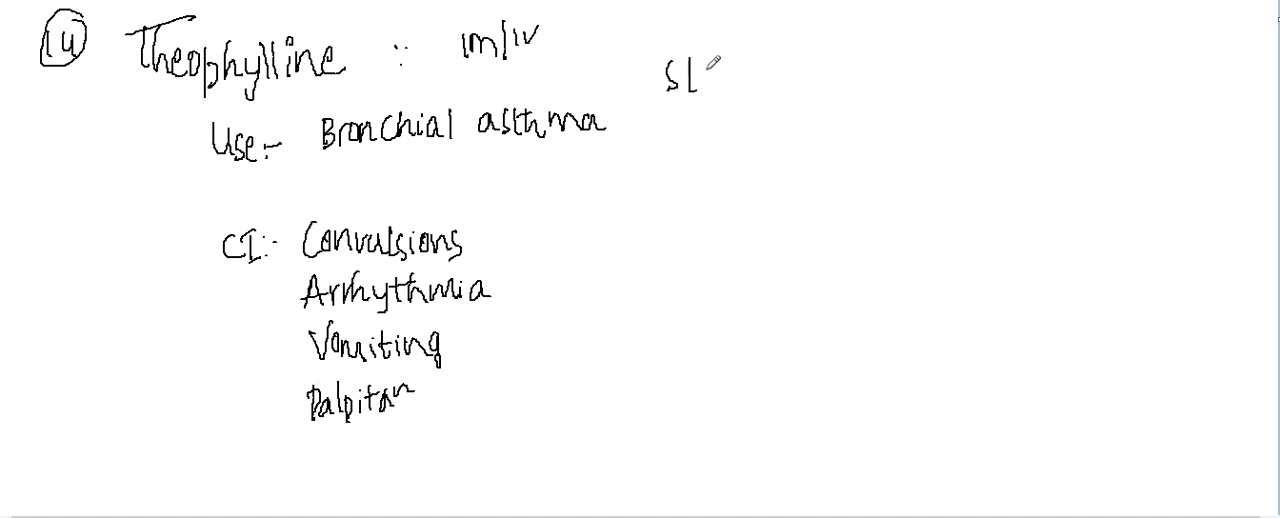 14 Theophylline : im/iv
SL
Use:- Bronchial asthma
CI:- Convulsions
Arrhythmia
Vomiting
Palpitan